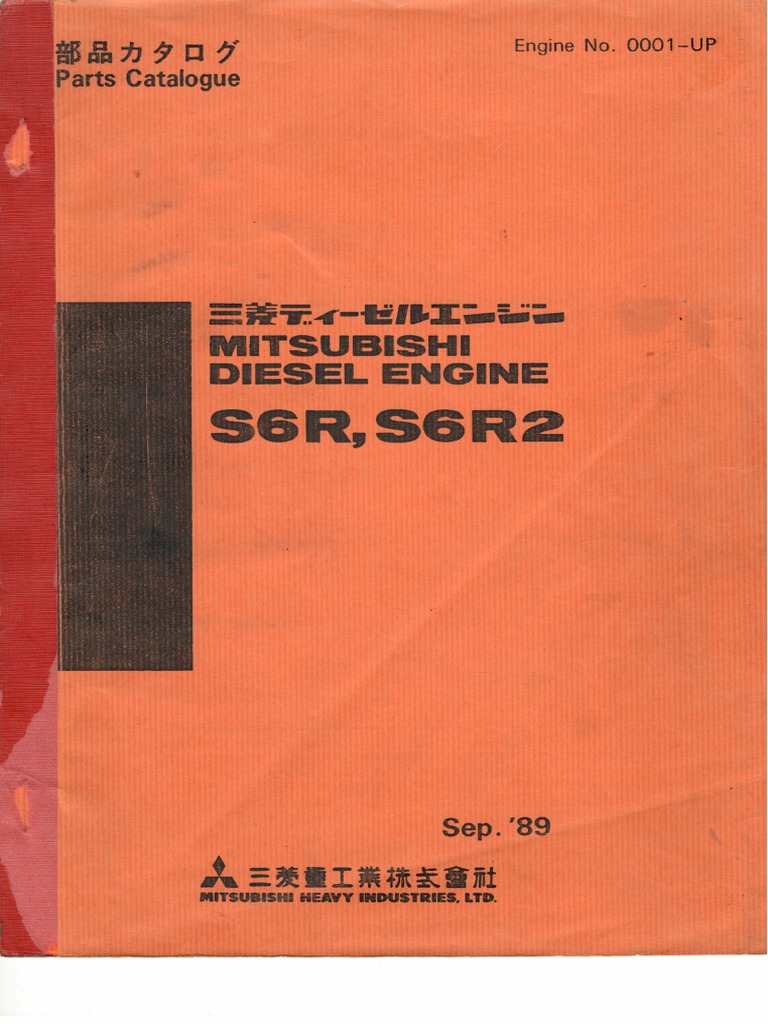 部品カタログ
Parts Catalogue
Engine No. 0001-UP
三菱ディーゼルエンジン
MITSUBISHI
DIESEL ENGINE
S6R, S6R2
Sep. '89
三菱重工業株式會社
MITSUBISHI HEAVY INDUSTRIES, LTD.